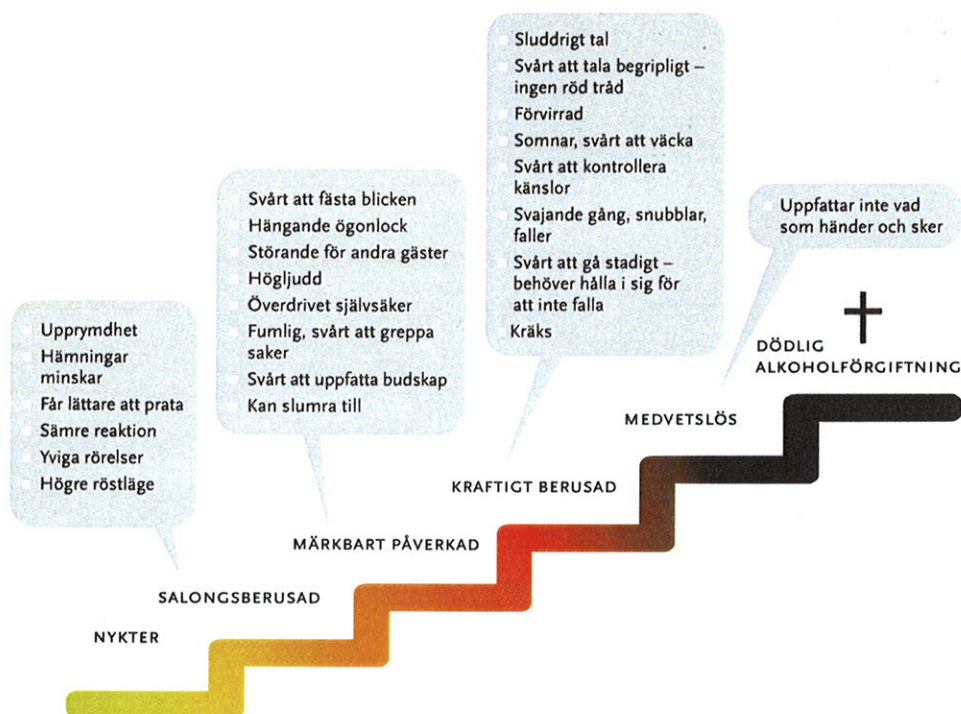 Upprymdhet
Hämningar
minskar
Får lättare att prata
Sämre reaktion
Yviga rörelser
Högre röstläge
Svårt att fästa blicken
Hängande ögonlock
Störande för andra gäster
Högljudd
Överdrivet självsäker
Fumlig, svårt att greppa
saker
Svårt att uppfatta budskap
Kan slumra till
Sluddrigt tal
Svårt att tala begripligt –
ingen röd tråd
Förvirrad
Somnar, svårt att väcka
Svårt att kontrollera
känslor
Svajande gång, snubblar,
faller
Svårt att gå stadigt –
behöver hålla i sig för
att inte falla
Kräks
Uppfattar inte vad
som händer och sker
NYKTER
SALONGSBERUSAD
MÄRKBART PÅVERKAD
KRAFTIGT BERUSAD
MEDVETSLÖS
DÖDLIG
ALKOHOLFÖRGIFTNING